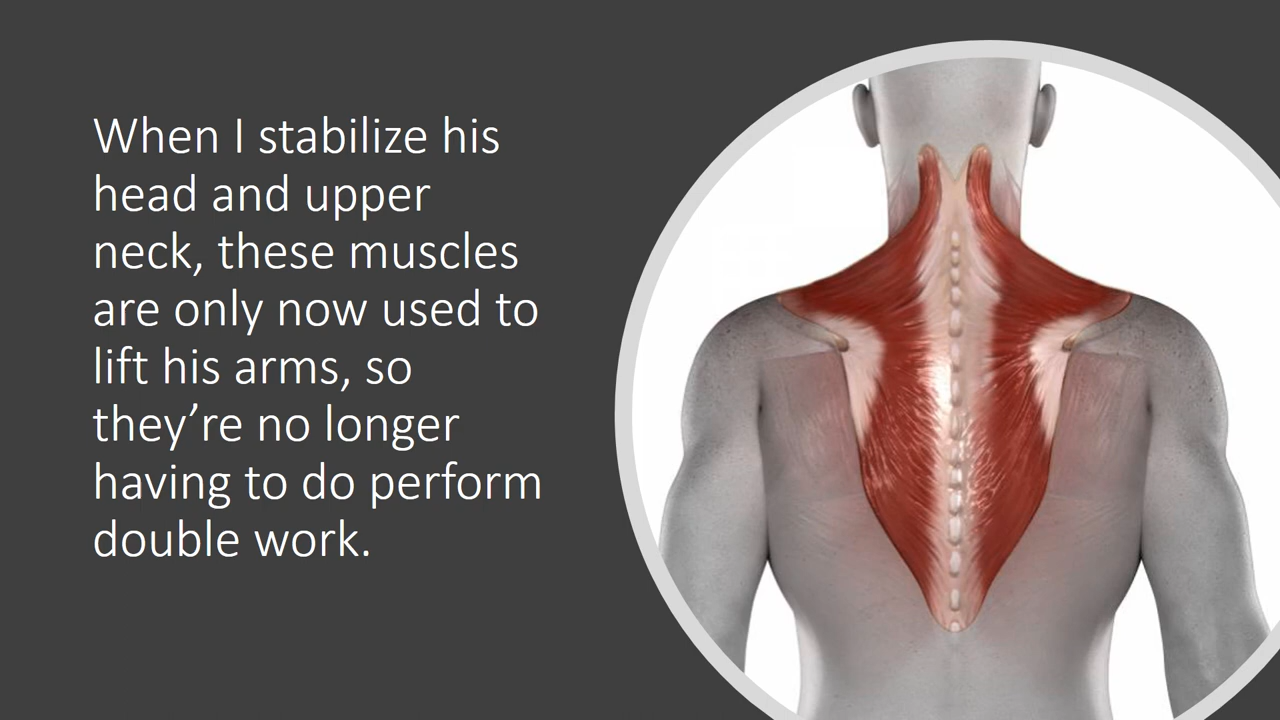 When I stabilize his
head and upper
neck, these muscles
are only now used to
lift his arms, so
they’re no longer
having to do perform
double work.